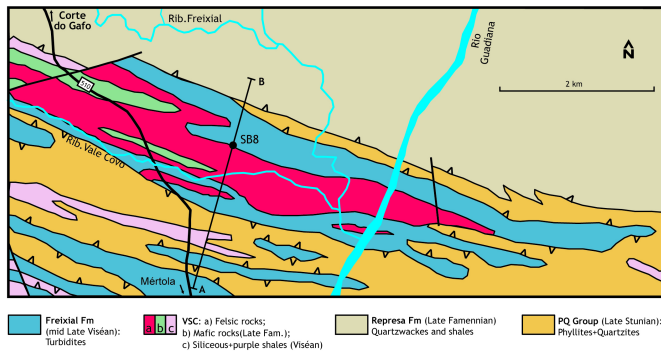 Corte
do Gafo
Rib.Freixial
Rio
Guadiana
N
510
B
2 km
SB8
Rib. Vale Covo
Mértola
A
Freixial Fm
(mid Late Viséan):
Turbidites
a b c
VSC: a) Felsic rocks;
b) Mafic rocks(Late Fam.);
c) Siliceous+purple shales (Viséan)
Represa Fm (Late Famennian)
Quartzwackes and shales
PQ Group (Late Stunian):
Phyllites+Quartzites